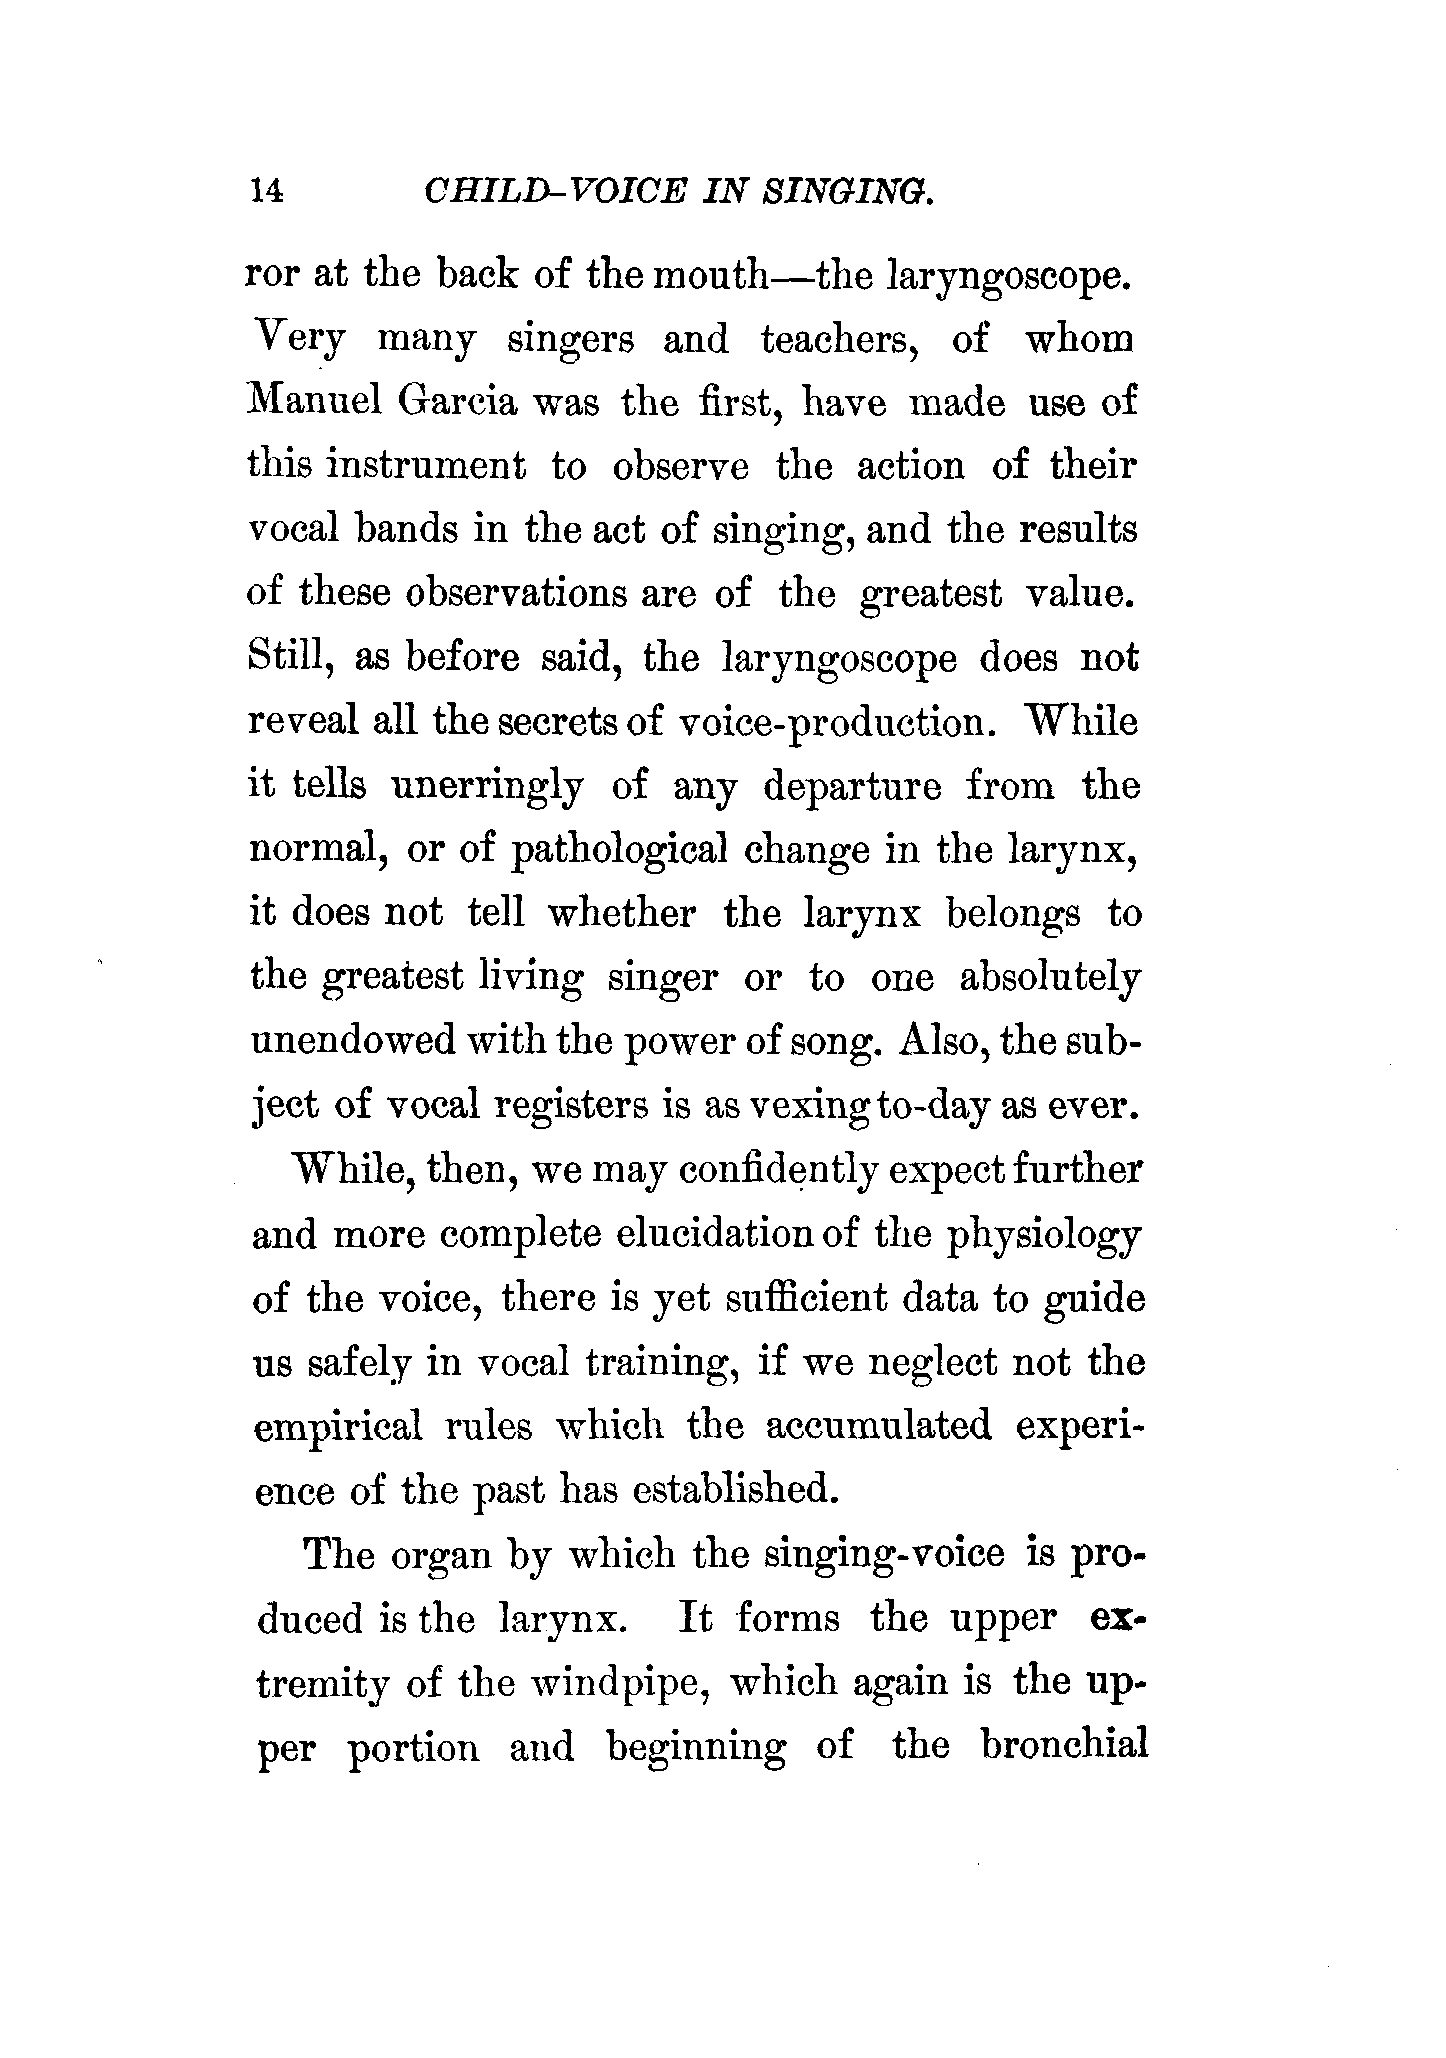 14 CHILD-VOICE IN SINGING.
ror at the back of the mouth—the laryngoscope.
Very many singers and teachers, of whom
Manuel Garcia was the first, have made use of
this instrument to observe the action of their
vocal bands in the act of singing, and the results
of these observations are of the greatest value.
Still, as before said, the laryngoscope does not
reveal all the secrets of voice-production. While
it tells unerringly of any departure from the
normal, or of pathological change in the larynx,
it does not tell whether the larynx belongs to
the greatest living singer or to one absolutely
unendowed with the power of song. Also, the sub-
ject of vocal registers is as vexing to-day as ever.
While, then, we may confidently expect further
and more complete elucidation of the physiology
of the voice, there is yet sufficient data to guide
us safely in vocal training, if we neglect not the
empirical rules which the accumulated experi-
ence of the past has established.
The organ by which the singing-voice is pro-
duced is the larynx. It forms the upper ex-
tremity of the windpipe, which again is the up-
per portion and beginning of the bronchial